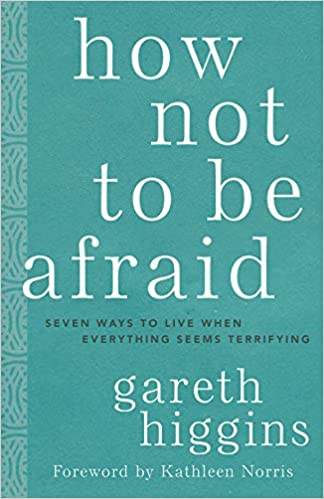 how
not
to be
afraid
SEVEN WAYS TO LIVE WHEN
EVERYTHING SEEMS TERRIFYING
gareth
higgins
Foreword by Kathleen Norris